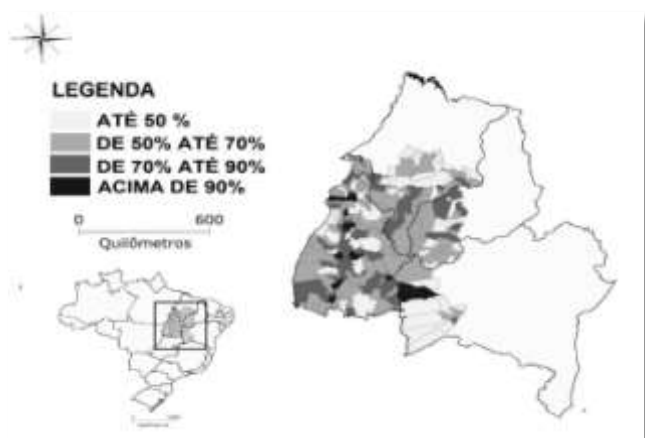 LEGENDA
ATÉ 50 %
DE 50% ATÉ 70%
DE 70% ATÉ 90%
ACIMA DE 90%
0 600
Quilômetros